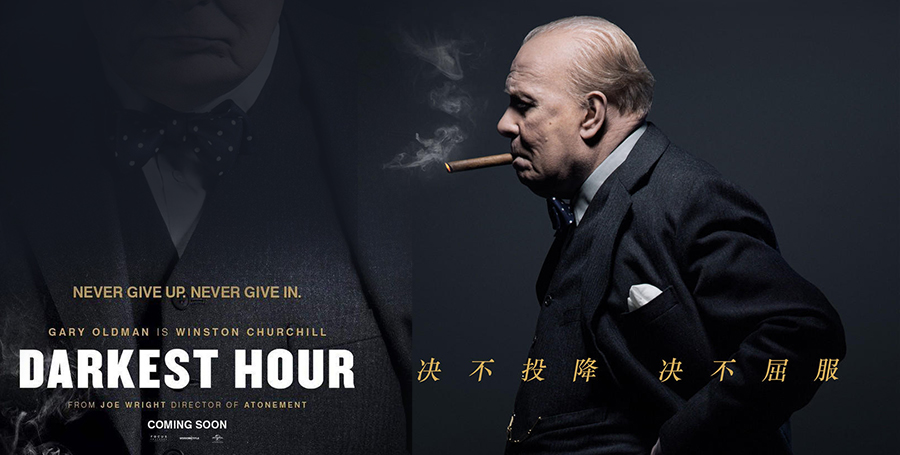 NEVER GIVE UP. NEVER GIVE IN.
GARY OLDMAN IS WINSTON CHURCHILL
DARKEST HOUR
FROM JOE WRIGHT DIRECTOR OF ATONEMENT
COMING SOON
决不投降 决不屈服